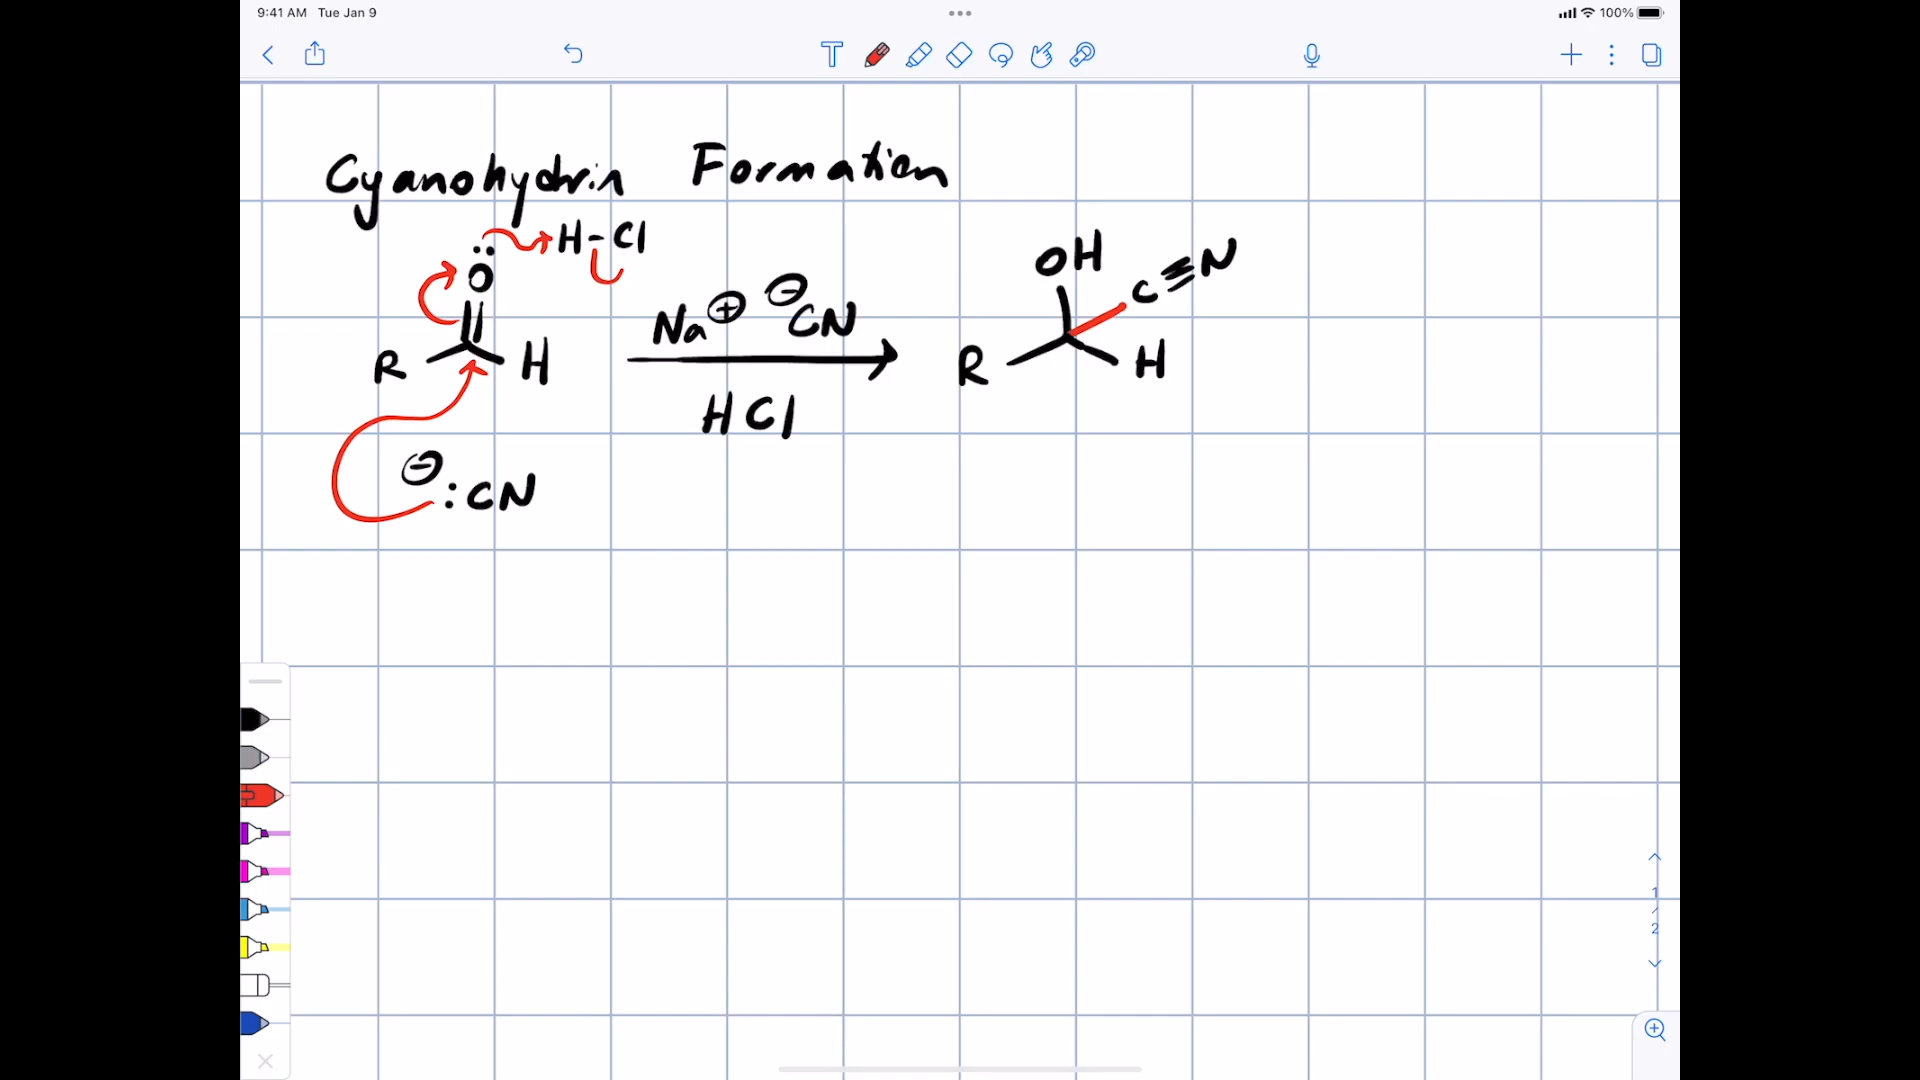 9:41 AM Tue Jan 9
100%
T
Cyanohydrin Formation
H-Cl
Ö
R H
⊖:CN
Na⊕ ⊖CN
HCl
OH
C≡N
R H
1
/
2